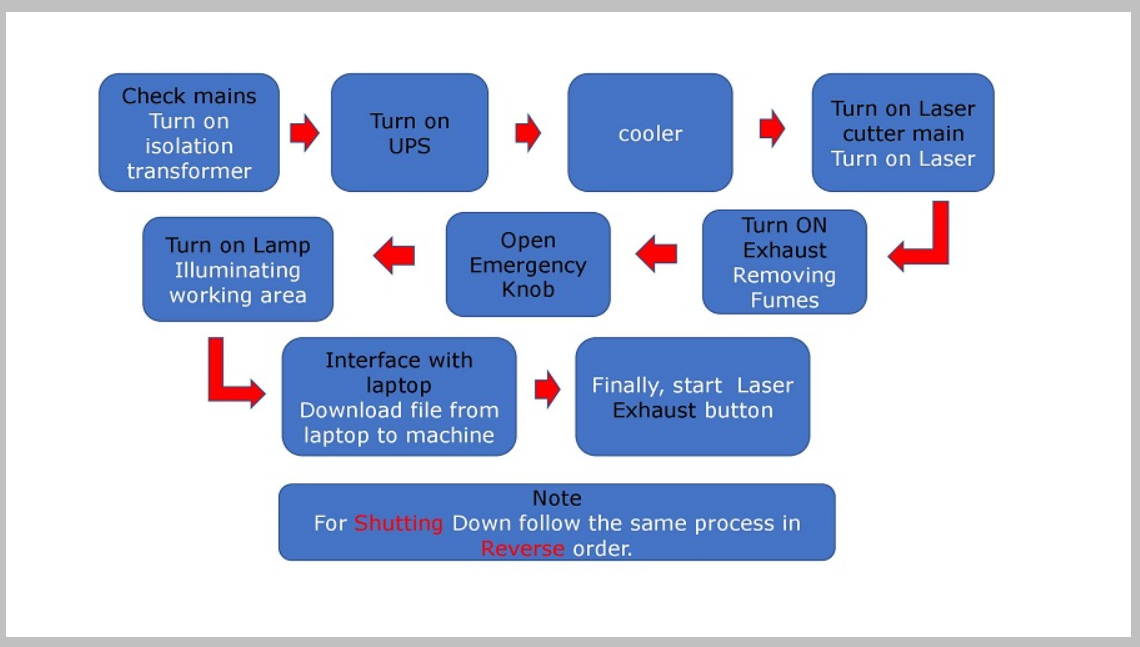 Check mains
Turn on
isolation
transformer
Turn on
UPS
cooler
Turn on Laser
cutter main
Turn on Laser
Turn ON
Exhaust
Removing
Fumes
Open
Emergency
Knob
Turn on Lamp
Illuminating
working area
Interface with
laptop
Download file from
laptop to machine
Finally, start Laser
Exhaust button
Note
For Shutting Down follow the same process in
Reverse order.